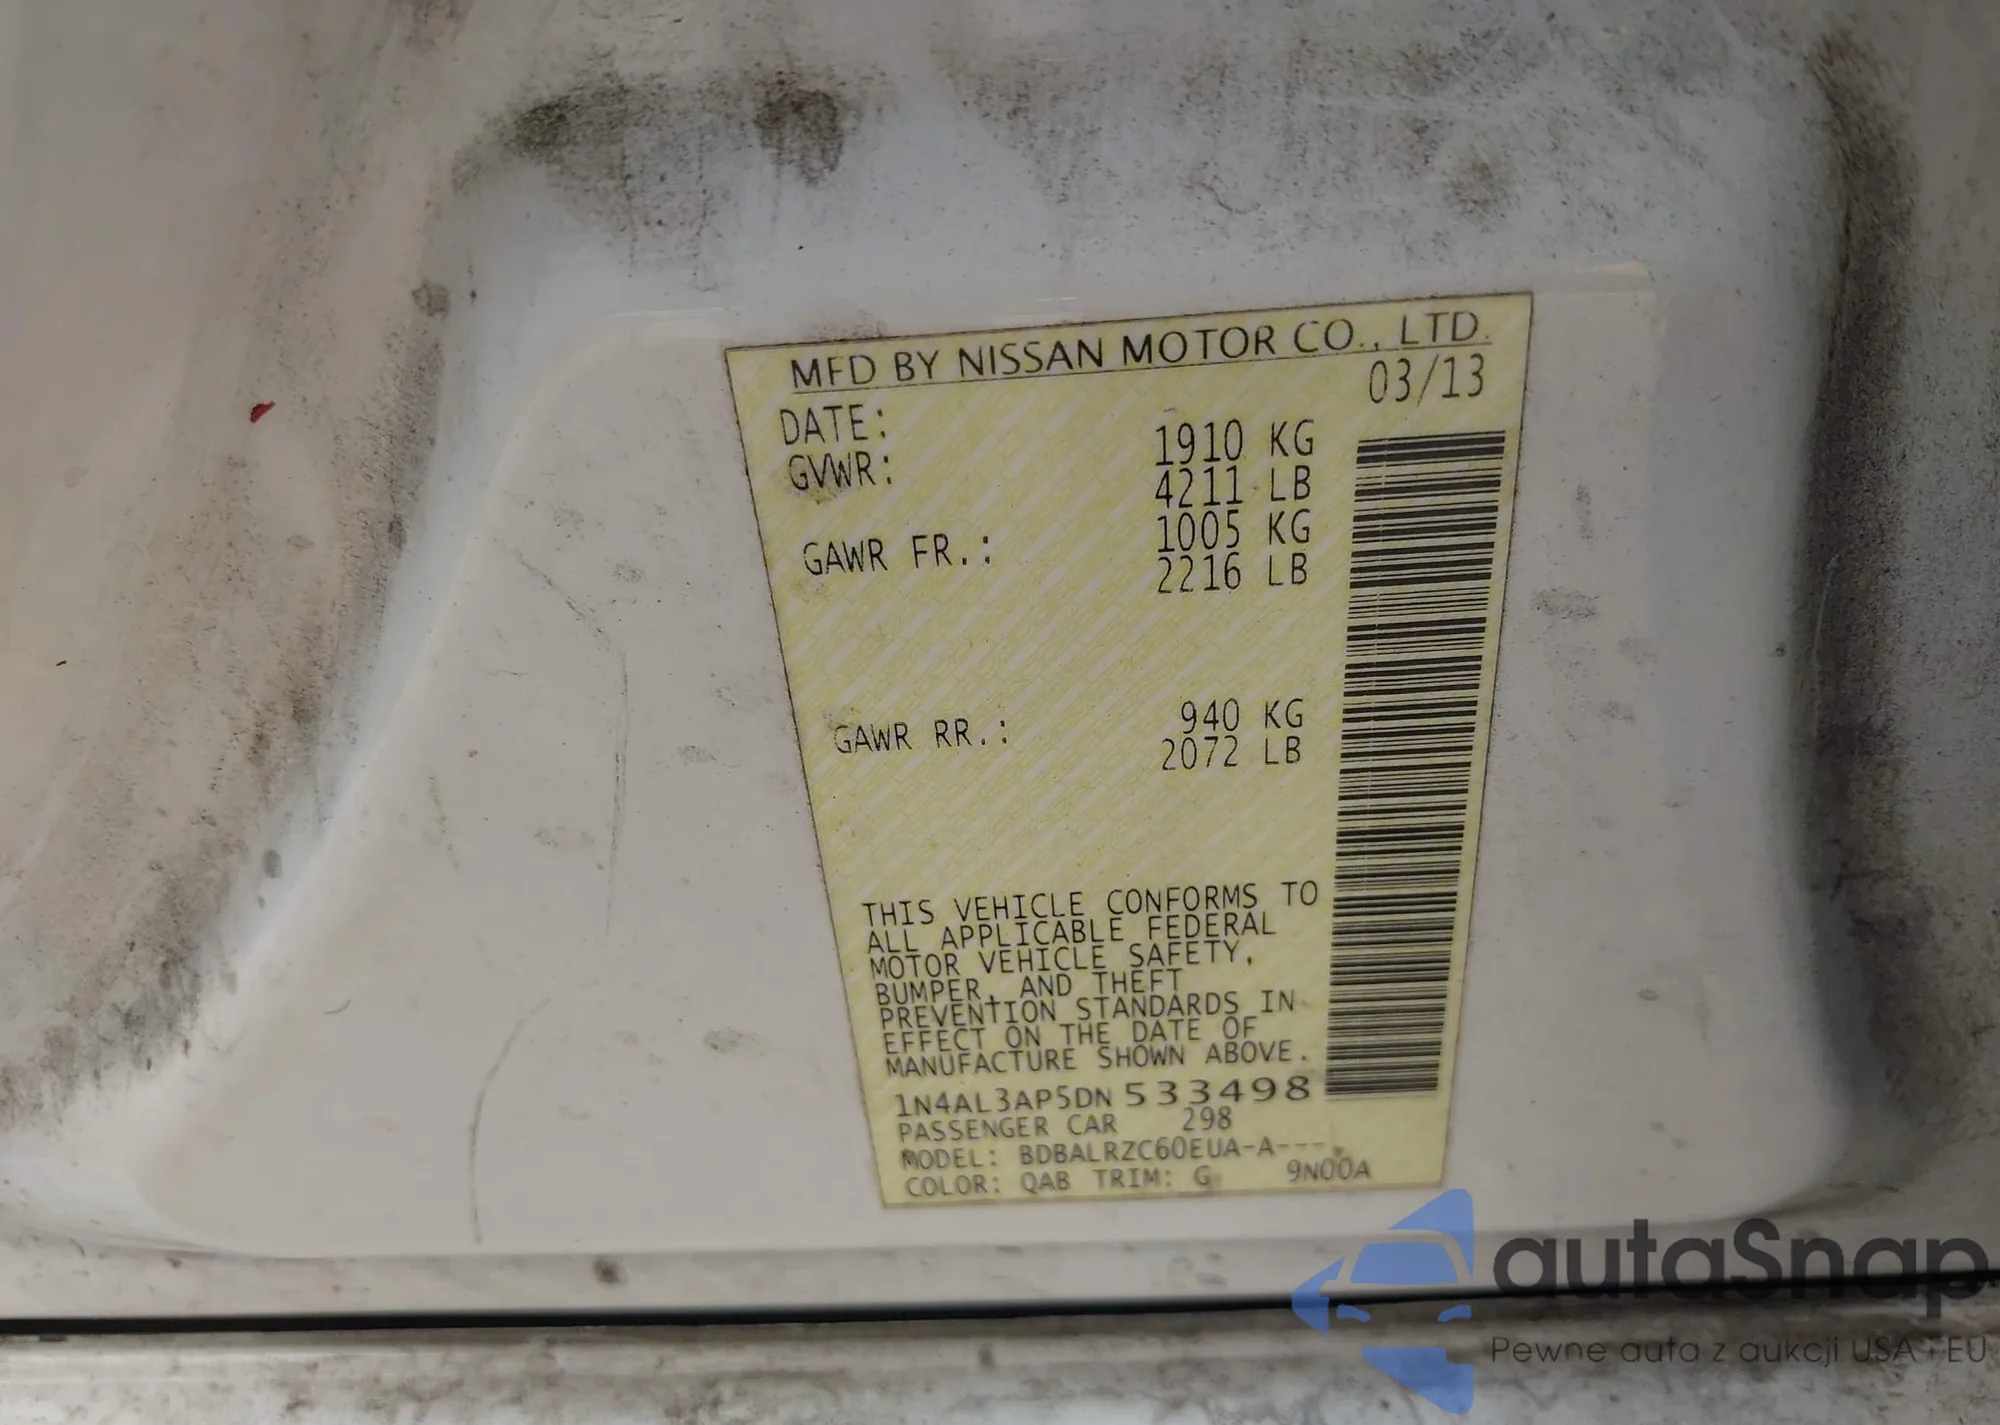 MFD BY NISSAN MOTOR CO., LTD.
DATE: 03/13
GVWR: 1910 KG
4211 LB
GAWR FR.: 1005 KG
2216 LB
GAWR RR.: 940 KG
2072 LB
THIS VEHICLE CONFORMS TO
ALL APPLICABLE FEDERAL
MOTOR VEHICLE SAFETY,
BUMPER, AND THEFT
PREVENTION STANDARDS IN
EFFECT ON THE DATE OF
MANUFACTURE SHOWN ABOVE.
1N4AL3AP5DN533498
PASSENGER CAR 298
MODEL: BDBALRZC60EUA-A----
COLOR: QAB TRIM: G 9N00A
autaSnap
Pewne auta z aukcji USA i EU